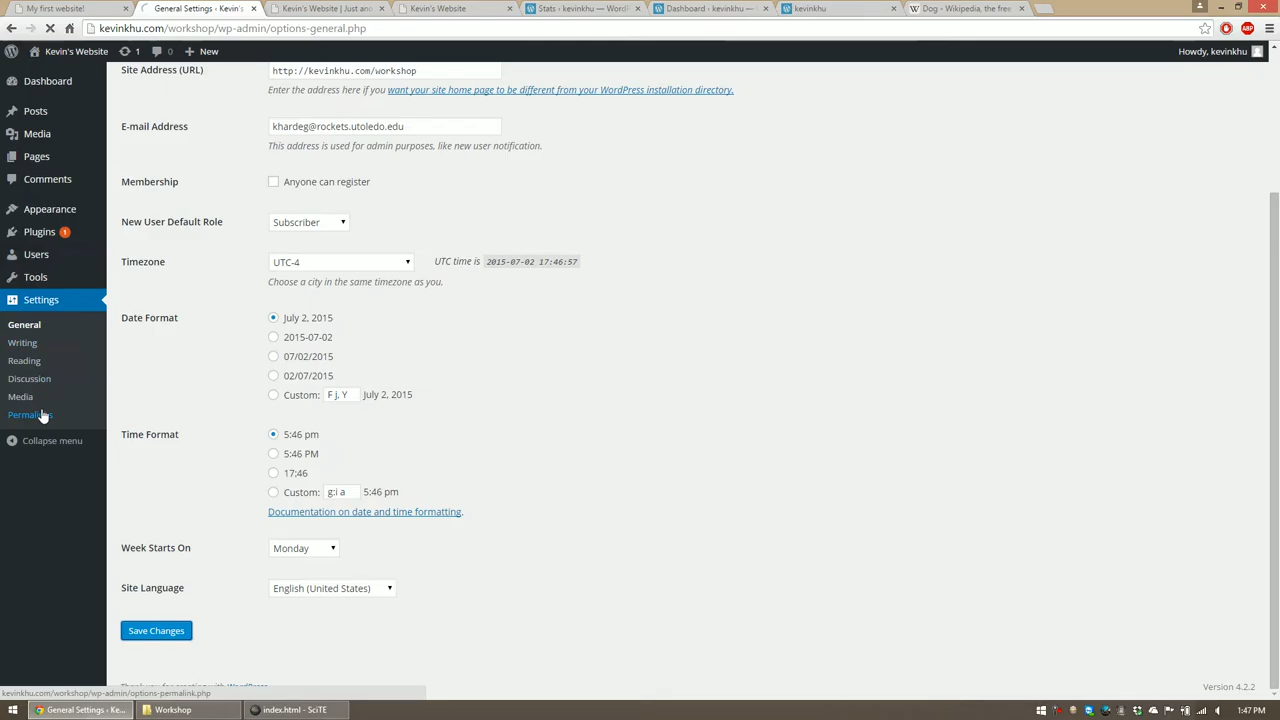 My first website!
General Settings ‹ Kevin's
Kevin's Website | Just an
Kevin's Website
Stats ‹ kevinkhu — WordP
Dashboard ‹ kevinkhu —
kevinkhu
Dog - Wikipedia, the free
kevinkhu.com/workshop/wp-admin/options-general.php
Kevin's Website
1
0
New
Howdy, kevinkhu
Dashboard
Posts
Media
Pages
Comments
Appearance
Plugins 1
Users
Tools
Settings
General
Writing
Reading
Discussion
Media
Permalinks
Collapse menu
Site Address (URL)
http://kevinkhu.com/workshop
Enter the address here if you want your site home page to be different from your WordPress installation directory.
E-mail Address
khardeg@rockets.utoledo.edu
This address is used for admin purposes, like new user notification.
Membership
Anyone can register
New User Default Role
Subscriber
Timezone
UTC-4
UTC time is 2015-07-02 17:46:57
Choose a city in the same timezone as you.
Date Format
July 2, 2015
2015-07-02
07/02/2015
02/07/2015
Custom: F j, Y July 2, 2015
Time Format
5:46 pm
5:46 PM
17:46
Custom: g:i a 5:46 pm
Documentation on date and time formatting.
Week Starts On
Monday
Site Language
English (United States)
Save Changes
Thank you for creating with WordPress
Version 4.2.2
kevinkhu.com/workshop/wp-admin/options-permalink.php
General Settings ‹ Ke...
Workshop
index.html - SciTE
1:47 PM